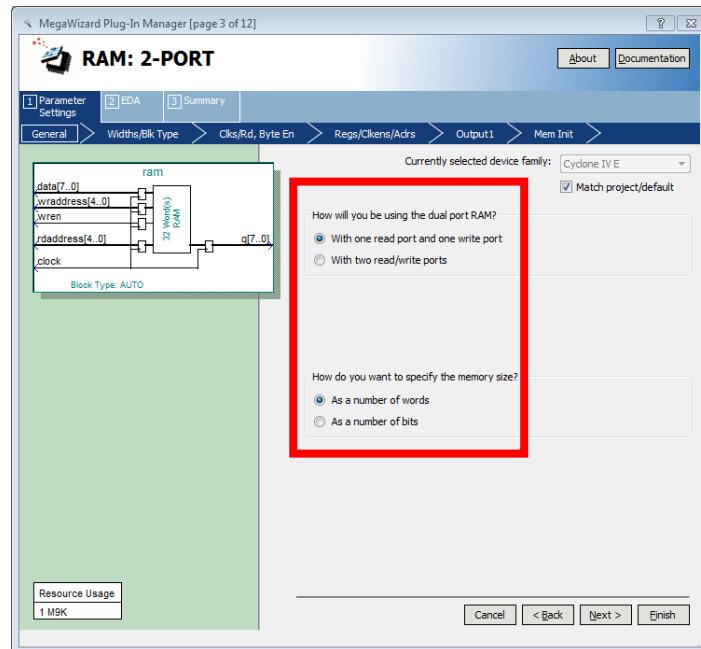 MegaWizard Plug-In Manager [page 3 of 12]
RAM: 2-PORT
About
Documentation
1 Parameter Settings
2 EDA
3 Summary
General
Widths/Blk Type
Clks/Rd, Byte En
Regs/Clkens/Adrs
Output1
Mem Init
Currently selected device family:
Cyclone IV E
Match project/default
ram
data[7..0]
wraddress[4..0]
wren
rdaddress[4..0]
clock
32 Word(s)
RAM
q[7..0]
Block Type: AUTO
How will you be using the dual port RAM?
With one read port and one write port
With two read/write ports
How do you want to specify the memory size?
As a number of words
As a number of bits
Resource Usage
1 M9K
Cancel
< Back
Next >
Finish